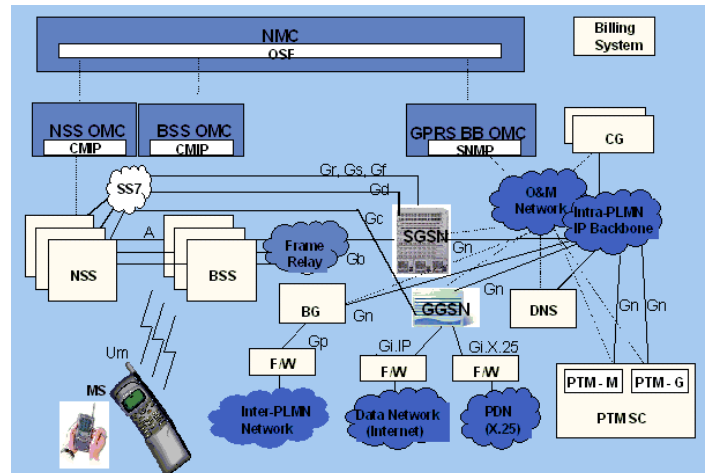 NMC
OSF
Billing
System
NSS OMC
CMIP
BSS OMC
CMIP
GPRS BB OMC
SNMP
CG
SS7
Gr, Gs, Gf
Gd
Gc
O&M
Network
Intra-PLMN
IP Backbone
A
SGSN
Gn
Frame
Relay
Gb
NSS
BSS
BG
Gn
GGSN
Gn
DNS
Gn
Gn
Um
Gp
Gi.IP
Gi.X.25
MS
F/W
F/W
F/W
PTM - M
PTM - G
PTM SC
Inter-PLMN
Network
Data Network
(Internet)
PDN
(X.25)